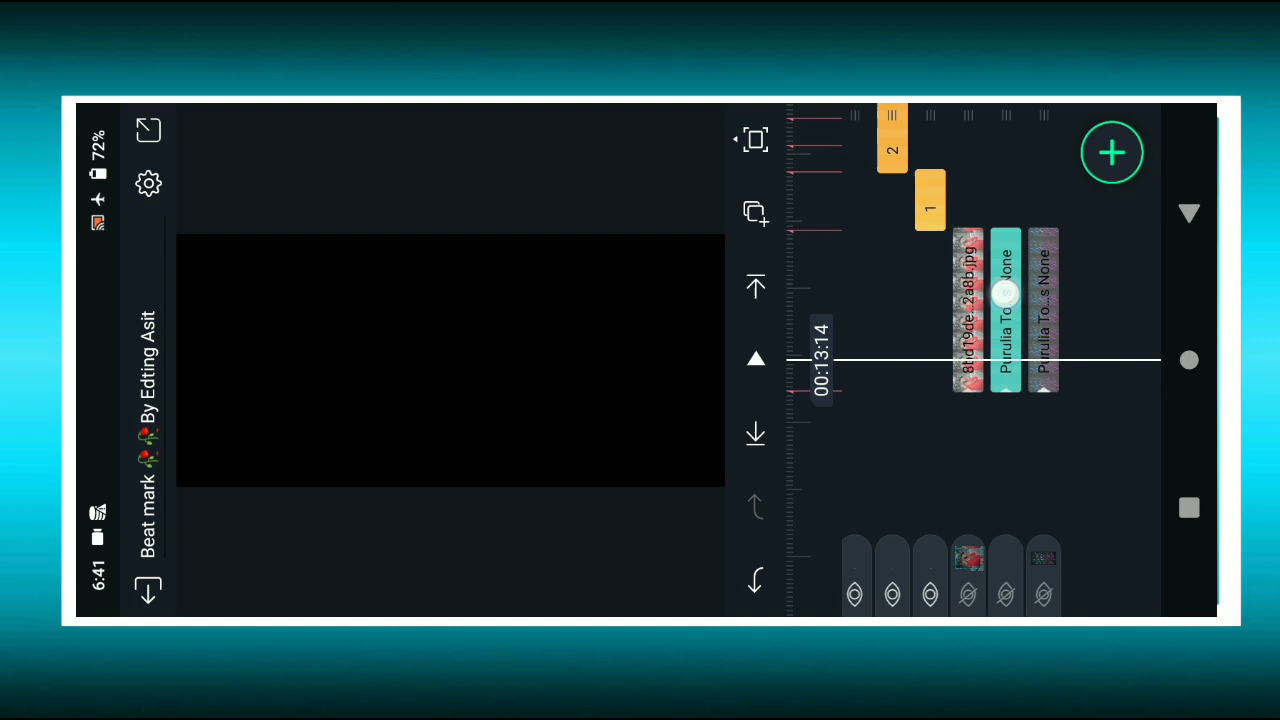 6:41
72%
Beat mark 🥀🥀 By Edting Asit
00:13:14
2
1
8bd19de...2a8b.jpg
Purulia To...s None
Purulia To...s None